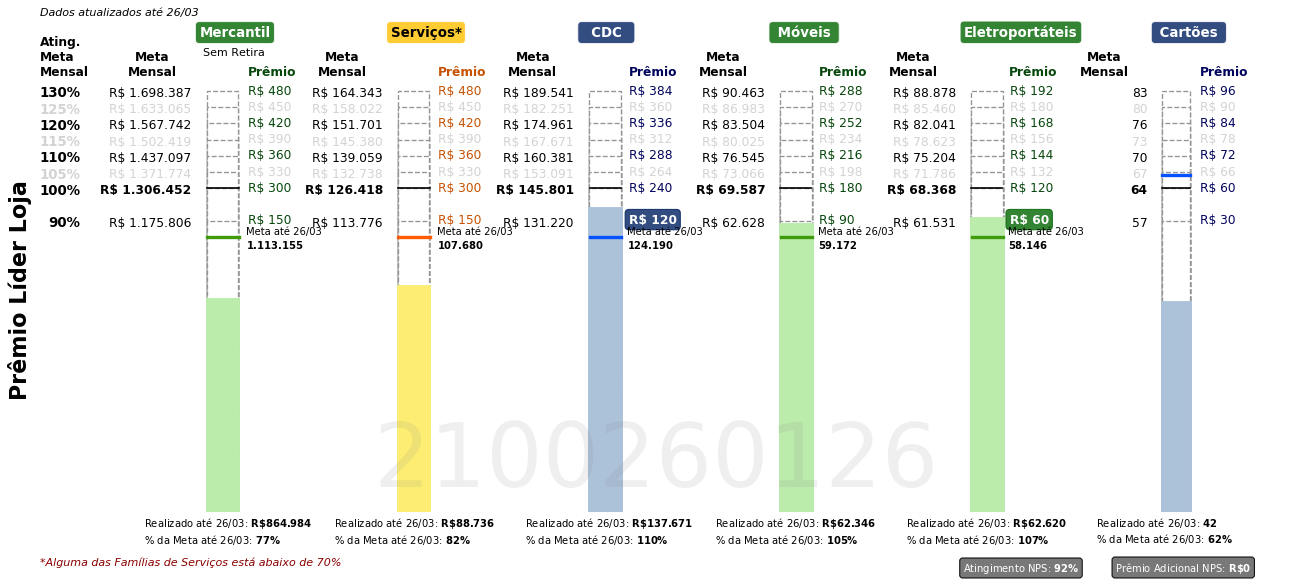 Dados atualizados até 26/03
Mercantil Serviços* CDC Móveis Eletroportáteis Cartões
Sem Retira
Ating. Meta Mensal
Meta Mensal Prêmio Meta Mensal Prêmio Meta Mensal Prêmio Meta Mensal Prêmio Meta Mensal Prêmio Meta Mensal Prêmio
130% R$ 1.698.387 R$ 480 R$ 164.343 R$ 480 R$ 189.541 R$ 384 R$ 90.463 R$ 288 R$ 88.878 R$ 192 83 R$ 96
125% R$ 1.633.065 R$ 450 R$ 158.022 R$ 450 R$ 182.251 R$ 360 R$ 86.983 R$ 270 R$ 85.460 R$ 180 80 R$ 90
120% R$ 1.567.742 R$ 420 R$ 151.701 R$ 420 R$ 174.961 R$ 336 R$ 83.504 R$ 252 R$ 82.041 R$ 168 76 R$ 84
115% R$ 1.502.419 R$ 390 R$ 145.380 R$ 390 R$ 167.671 R$ 312 R$ 80.025 R$ 234 R$ 78.623 R$ 156 73 R$ 78
110% R$ 1.437.097 R$ 360 R$ 139.059 R$ 360 R$ 160.381 R$ 288 R$ 76.545 R$ 216 R$ 75.204 R$ 144 70 R$ 72
105% R$ 1.371.774 R$ 330 R$ 132.738 R$ 330 R$ 153.091 R$ 264 R$ 73.066 R$ 198 R$ 71.786 R$ 132 67 R$ 66
100% R$ 1.306.452 R$ 300 R$ 126.418 R$ 300 R$ 145.801 R$ 240 R$ 69.587 R$ 180 R$ 68.368 R$ 120 64 R$ 60
90% R$ 1.175.806 R$ 150 R$ 113.776 R$ 150 R$ 131.220 R$ 120 R$ 62.628 R$ 90 R$ 61.531 R$ 60 57 R$ 30
Meta até 26/03 Meta até 26/03 Meta até 26/03 Meta até 26/03 Meta até 26/03
1.113.155 107.680 124.190 59.172 58.146
Prêmio Líder Loja
2100260126
Realizado até 26/03: R$864.984 Realizado até 26/03: R$88.736 Realizado até 26/03: R$137.671 Realizado até 26/03: R$62.346 Realizado até 26/03: R$62.620 Realizado até 26/03: 42
% da Meta até 26/03: 77% % da Meta até 26/03: 82% % da Meta até 26/03: 110% % da Meta até 26/03: 105% % da Meta até 26/03: 107% % da Meta até 26/03: 62%
*Alguma das Famílias de Serviços está abaixo de 70%
Atingimento NPS: 92% Prêmio Adicional NPS: R$0